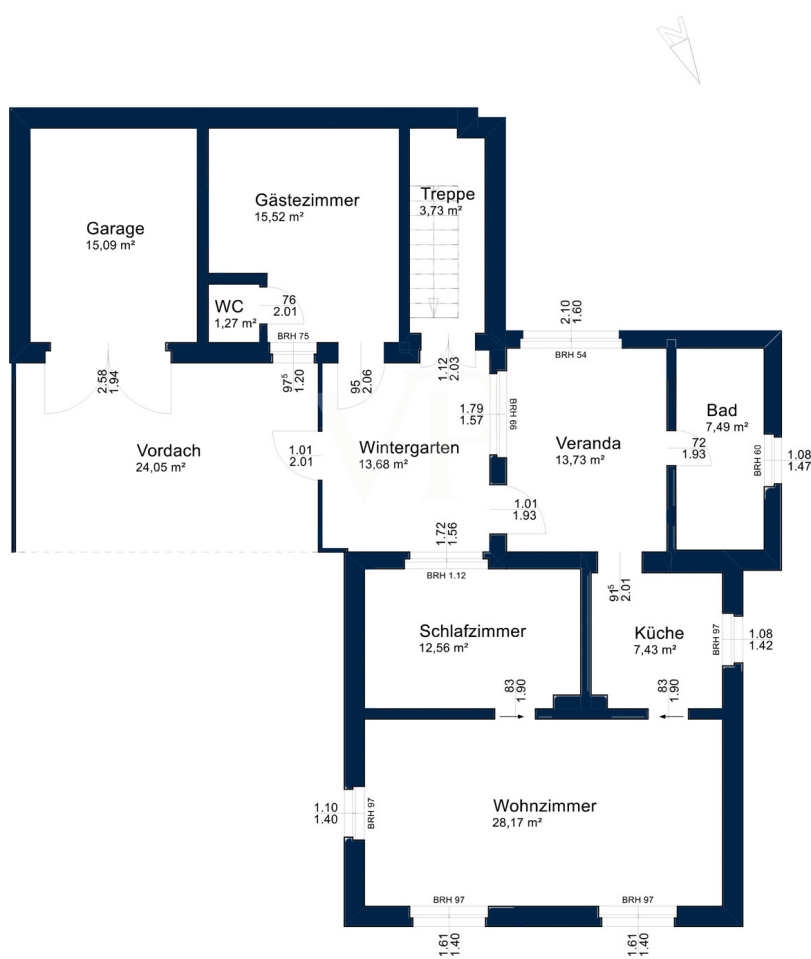 N
Garage
15,09 m²
Gästezimmer
15,52 m²
Treppe
3,73 m²
WC
1,27 m²
76
2.01
BRH 75
97⁵
1.20
2.58
1.94
95
2.06
1.12
2.03
2.10
1.60
BRH 54
Vordach
24,05 m²
1.01
2.01
Wintergarten
13,68 m²
1.79
1.57
BRH 66
Veranda
13,73 m²
Bad
7,49 m²
72
1.93
BRH 60
1.08
1.47
1.01
1.93
1.72
1.56
BRH 1.12
91⁵
2.01
Schlafzimmer
12,56 m²
Küche
7,43 m²
BRH 97
1.08
1.42
83
1.90
83
1.90
Wohnzimmer
28,17 m²
1.10
1.40
BRH 97
BRH 97
BRH 97
1.61
1.40
1.61
1.40
VP